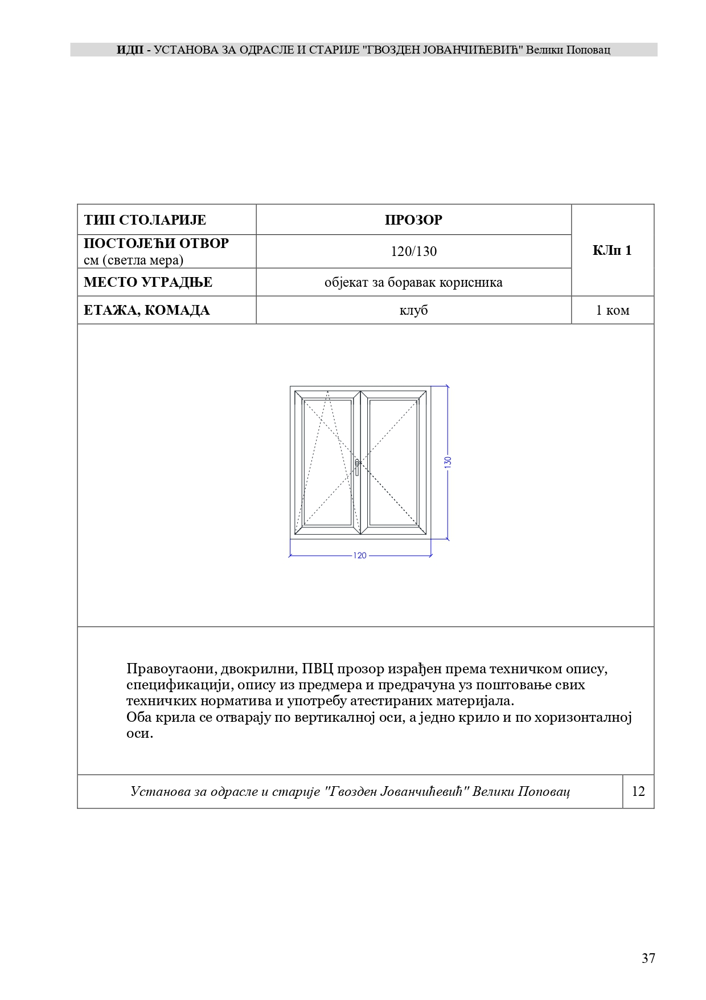 ИДП - УСТАНОВА ЗА ОДРАСЛЕ И СТАРИЈЕ "ГВОЗДЕН ЈОВАНЧИЋЕВИЋ" Велики Поповац
ТИП СТОЛАРИЈЕ
ПРОЗОР
КЛп 1
ПОСТОЈЕЋИ ОТВОР
см (светла мера)
120/130
МЕСТО УГРАДЊЕ
објекат за боравак корисника
ЕТАЖА, КОМАДА
клуб
1 ком
130
120
Правоугаони, двокрилни, ПВЦ прозор израђен према техничком опису,
спецификацији, опису из предмера и предрачуна уз поштовање свих
техничких норматива и употребу атестираних материјала.
Оба крила се отварају по вертикалној оси, а једно крило и по хоризонталној
оси.
Установа за одрасле и старије "Гвозден Јованчићевић" Велики Поповац
12
37